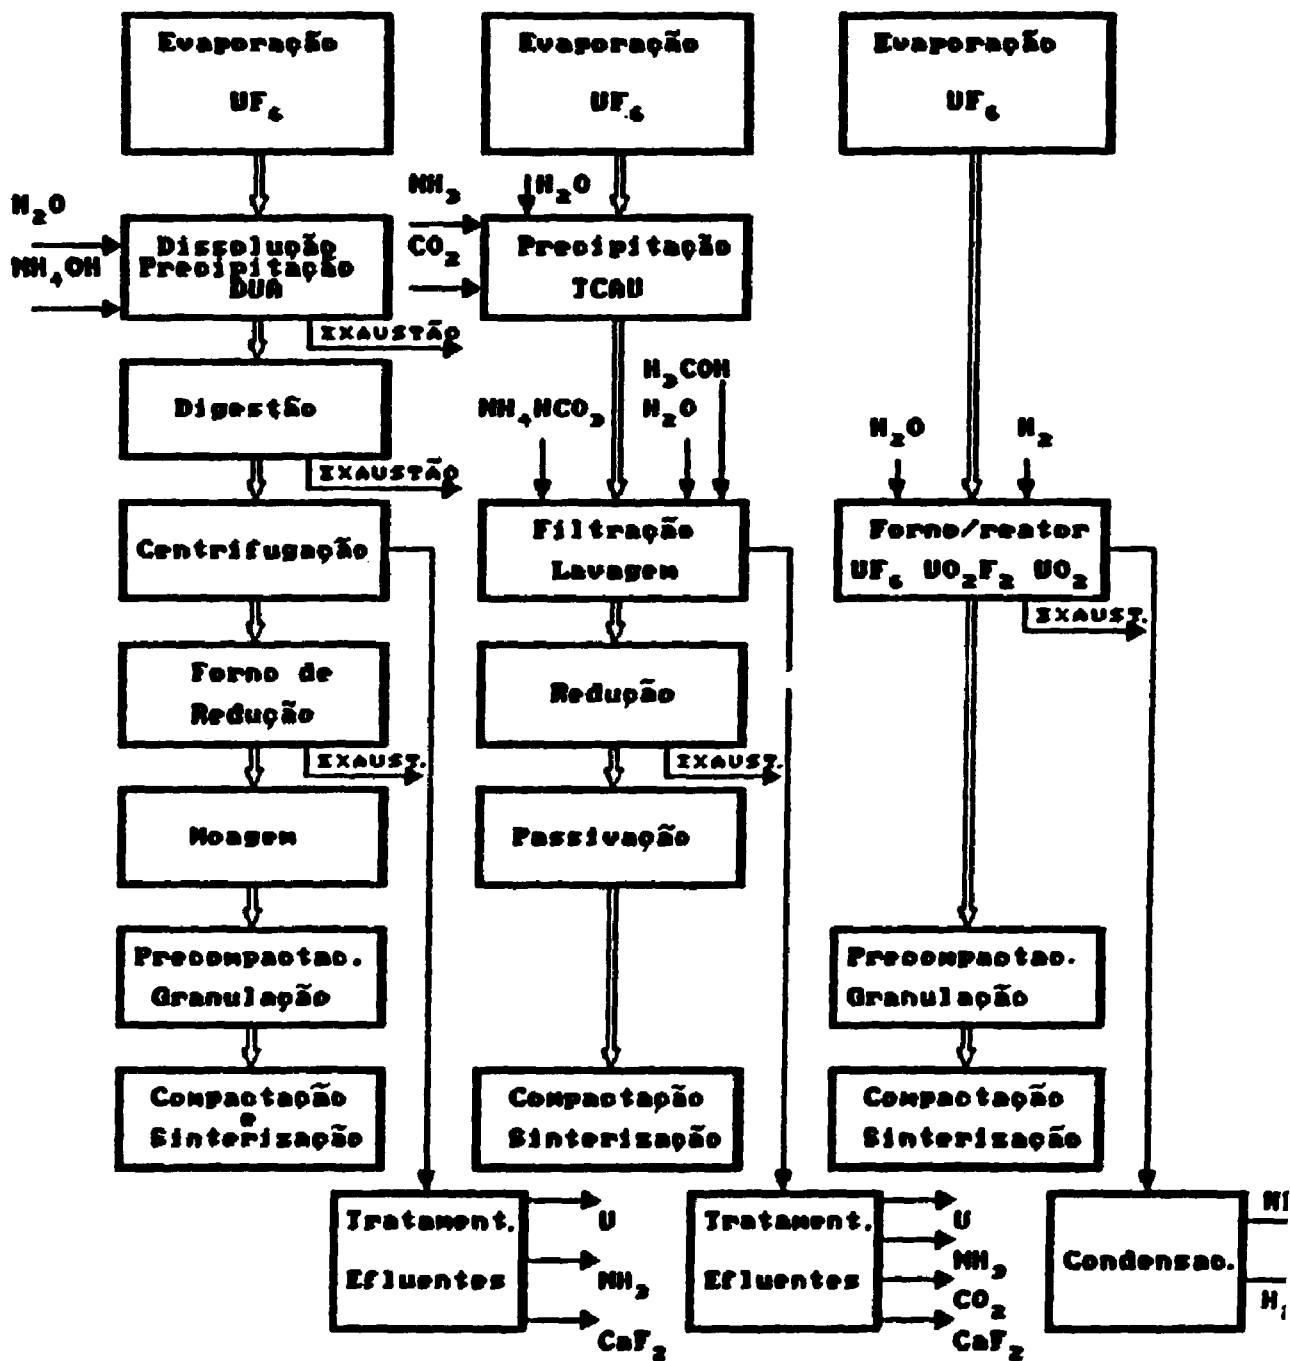 Evaporação
UF₆
Evaporação
UF₆
Evaporação
UF₆
H₂O
NH₄OH
Dissolução
Precipitação
DUA
EXAUSTÃO
NH₃
H₂O
CO₂
Precipitação
TCAU
Digestão
EXAUSTÃO
H₃COH
NH₄HCO₃
H₂O
H₂O
H₂
Centrifugação
Filtração
Lavagem
Forno/reator
UF₆ UO₂F₂ UO₂
EXAUST.
Forno de
Redução
EXAUST.
Redução
EXAUST.
Moagem
Passivação
Precompactac.
Granulação
Precompactac.
Granulação
Compactação
e
Sinterização
Compactação
Sinterização
Compactação
Sinterização
Tratament.
Efluentes
U
NH₃
CaF₂
Tratament.
Efluentes
U
NH₃
CO₂
CaF₂
Condensac.